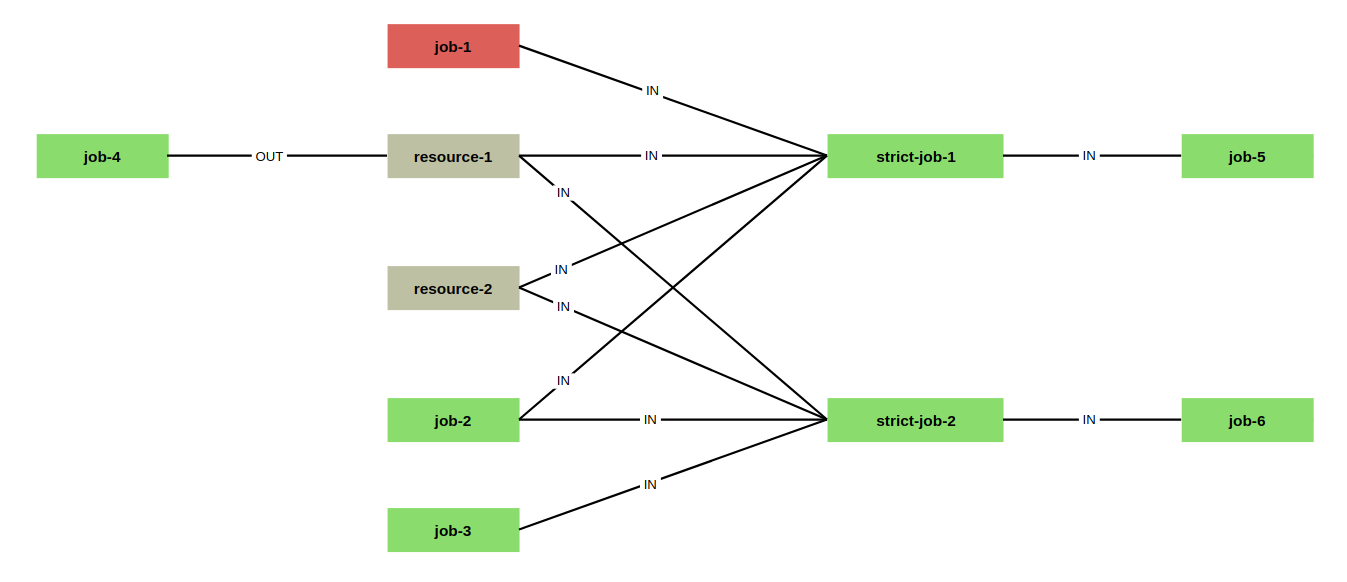 job-1
IN
job-4
OUT
resource-1
IN
strict-job-1
IN
job-5
IN
IN
resource-2
IN
IN
job-2
IN
strict-job-2
IN
job-6
IN
job-3